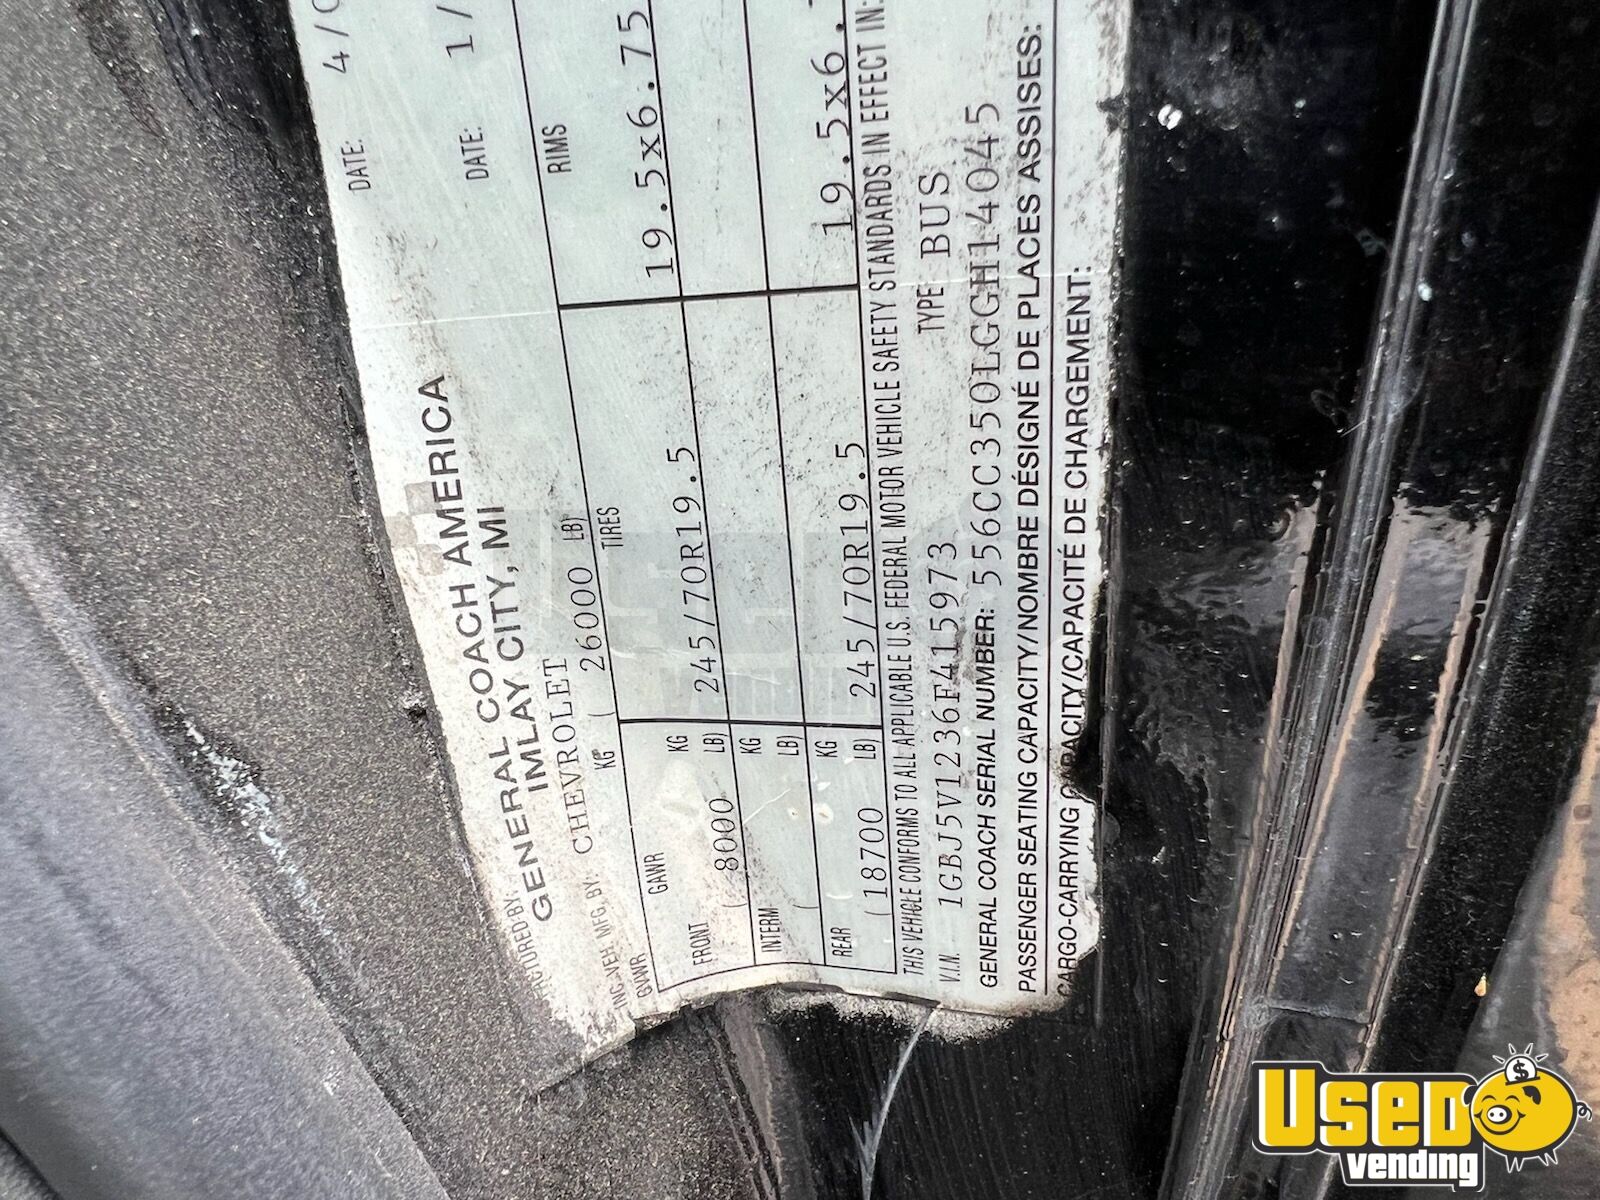 DATE: 4/0
GENERAL COACH AMERICA
IMLAY CITY, MI
INC. VEH. MFG. BY: CHEVROLET DATE: 1/
GVWR KG ( 26000 LB)
GAWR TIRES RIMS
FRONT KG
( 8000 LB) 245/70R19.5 19.5x6.75
INTERM KG
( LB)
REAR KG
( 18700 LB) 245/70R19.5 19.5x6.
THIS VEHICLE CONFORMS TO ALL APPLICABLE U.S. FEDERAL MOTOR VEHICLE SAFETY STANDARDS IN EFFECT IN:
V.I.N. 1GBJ5V1236F415973 TYPE BUS
GENERAL COACH SERIAL NUMBER: 556CC350LGGH14045
PASSENGER SEATING CAPACITY/NOMBRE DÉSIGNÉ DE PLACES ASSISES:
CARGO-CARRYING CAPACITY/CAPACITÉ DE CHARGEMENT:
USED
vending